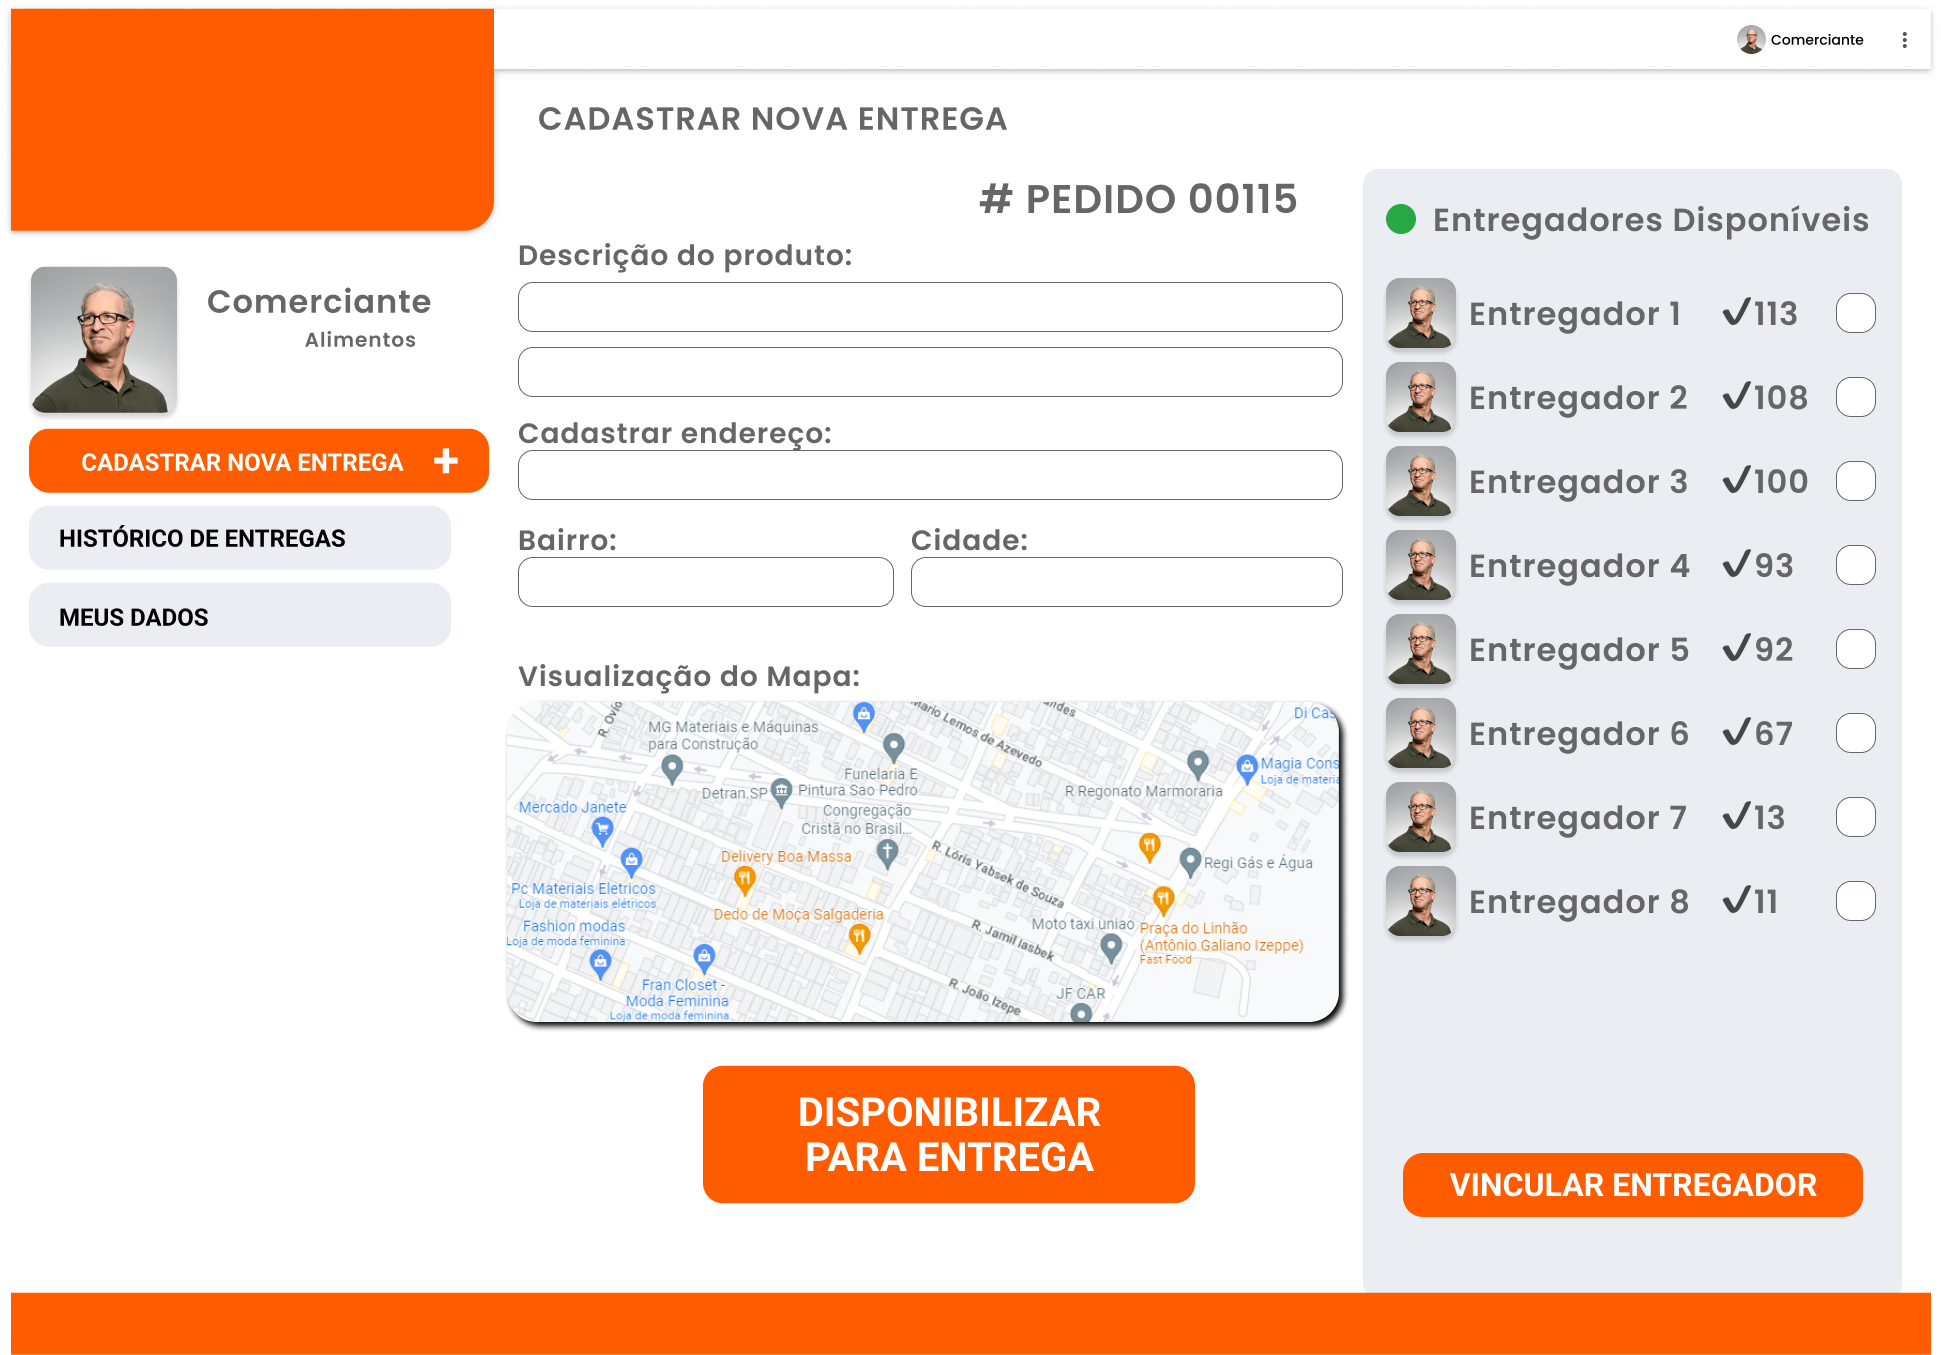 Comerciante
CADASTRAR NOVA ENTREGA
# PEDIDO 00115
Comerciante
Alimentos
CADASTRAR NOVA ENTREGA
HISTÓRICO DE ENTREGAS
MEUS DADOS
Descrição do produto:
Cadastrar endereço:
Bairro:
Cidade:
Visualização do Mapa:
R. Oví
MG Materiais e Máquinas
para Construção
Mario Lemos de Azevedo
ndes
Di Cas
Funelaria E
Pintura Sao Pedro
Detran.SP
Magia Cons
Loja de materia
R Regonato Marmoraria
Mercado Janete
Congregação
Cristã no Brasil...
Delivery Boa Massa
R. Lóris Yabsek de Souza
Regi Gás e Água
Pc Materiais Eletricos
Loja de materiais elétricos
Dedo de Moça Salgaderia
Fashion modas
Loja de moda feminina
R. Jamil Iasbek
Moto taxi uniao
Praça do Linhão
(Antônio Galiano Izeppe)
Fast Food
Fran Closet -
Moda Feminina
Loja de moda feminina
R. João Izepe
JF CAR
DISPONIBILIZAR
PARA ENTREGA
Entregadores Disponíveis
Entregador 1 ✔113
Entregador 2 ✔108
Entregador 3 ✔100
Entregador 4 ✔93
Entregador 5 ✔92
Entregador 6 ✔67
Entregador 7 ✔13
Entregador 8 ✔11
VINCULAR ENTREGADOR